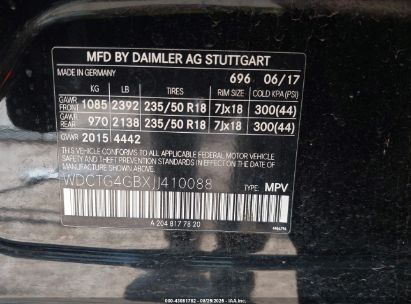 MFD BY DAIMLER AG STUTTGART
MADE IN GERMANY 696 06/17
KG LB TIRES RIM SIZE COLD KPA (PSI)
GAWR FRONT 1085 2392 235/50 R18 7Jx18 300(44)
GAWR REAR 970 2138 235/50 R18 7Jx18 300(44)
GVWR 2015 4442
THIS VEHICLE CONFORMS TO ALL APPLICABLE FEDERAL MOTOR
VEHICLE SAFETY, BUMPER, AND THEFT PREVENTION STANDARDS IN EFFECT ON THE DATE OF
MANUFACTURE SHOWN ABOVE.
WDCTG4GBXJJ410088 TYPE: MPV
A 204 817 78 20